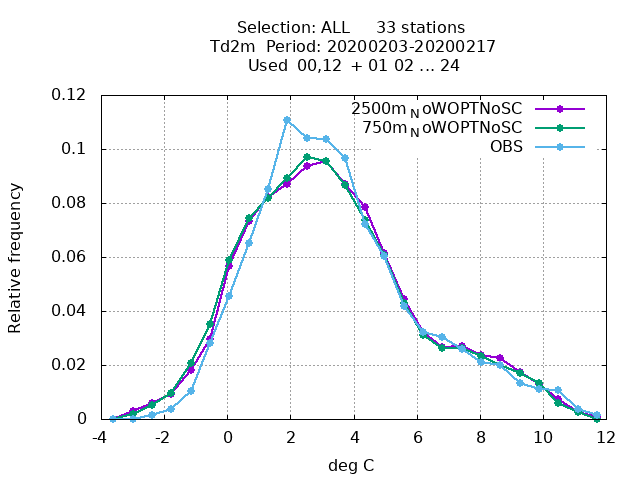 Selection: ALL 33 stations
Td2m Period: 20200203-20200217
Used 00,12 + 01 02 ... 24
0.12
0.1
0.08
0.06
0.04
0.02
0
Relative frequency
2500m_NoWOPTNoSC
750m_NoWOPTNoSC
OBS
-4 -2 0 2 4 6 8 10 12
deg C